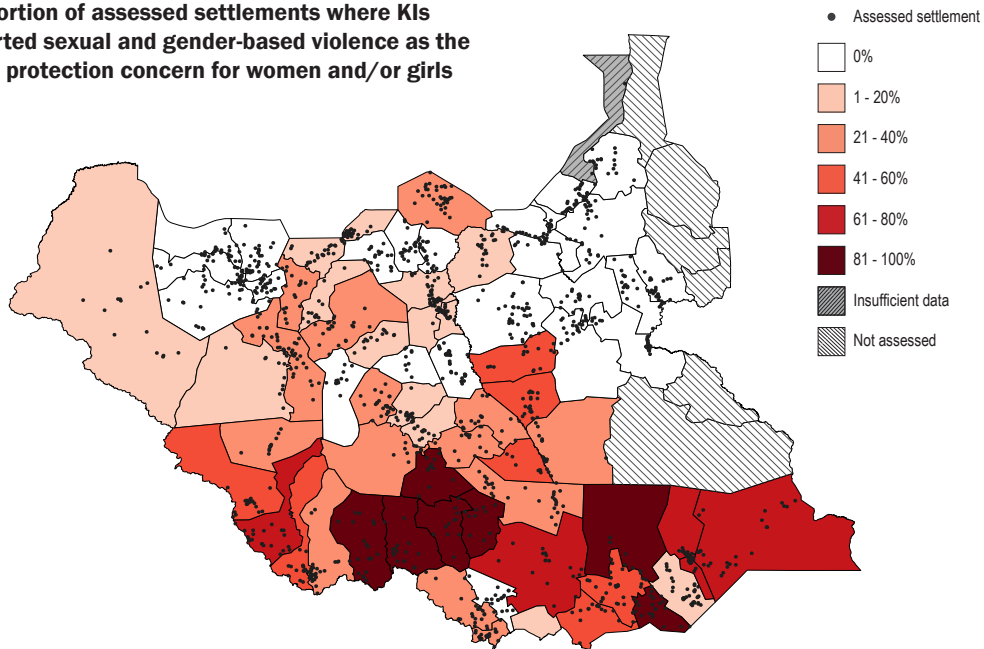 ortion of assessed settlements where KIs
rted sexual and gender-based violence as the
protection concern for women and/or girls
Assessed settlement
0%
1 - 20%
21 - 40%
41 - 60%
61 - 80%
81 - 100%
Insufficient data
Not assessed